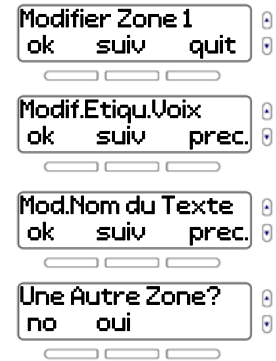 Modifier Zone 1
ok suiv quit
Modif.Etiqu.Voix
ok suiv prec.
Mod.Nom du Texte
ok suiv prec.
Une Autre Zone?
no oui